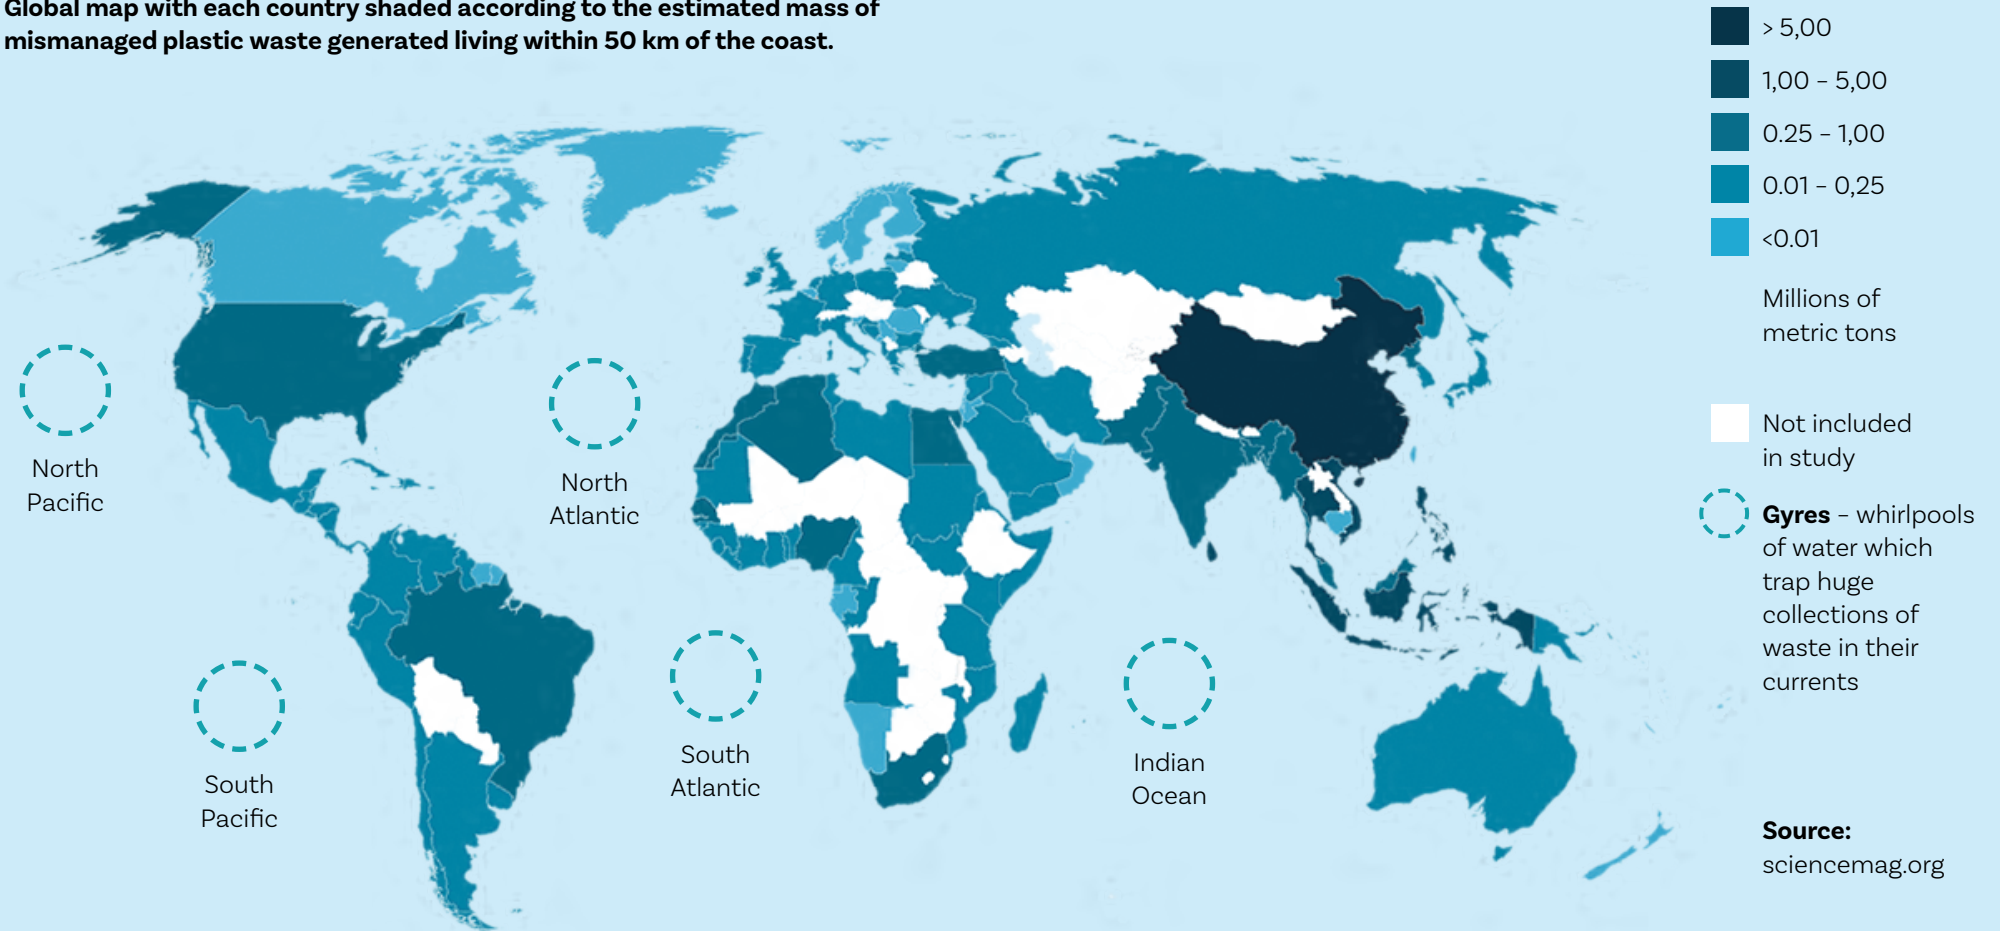 Global map with each country shaded according to the estimated mass of
mismanaged plastic waste generated living within 50 km of the coast.
> 5,00
1,00 – 5,00
0.25 – 1,00
0.01 – 0,25
<0.01
Millions of
metric tons
Not included
in study
Gyres – whirlpools
of water which
trap huge
collections of
waste in their
currents
North
Pacific
North
Atlantic
South
Pacific
South
Atlantic
Indian
Ocean
Source:
sciencemag.org